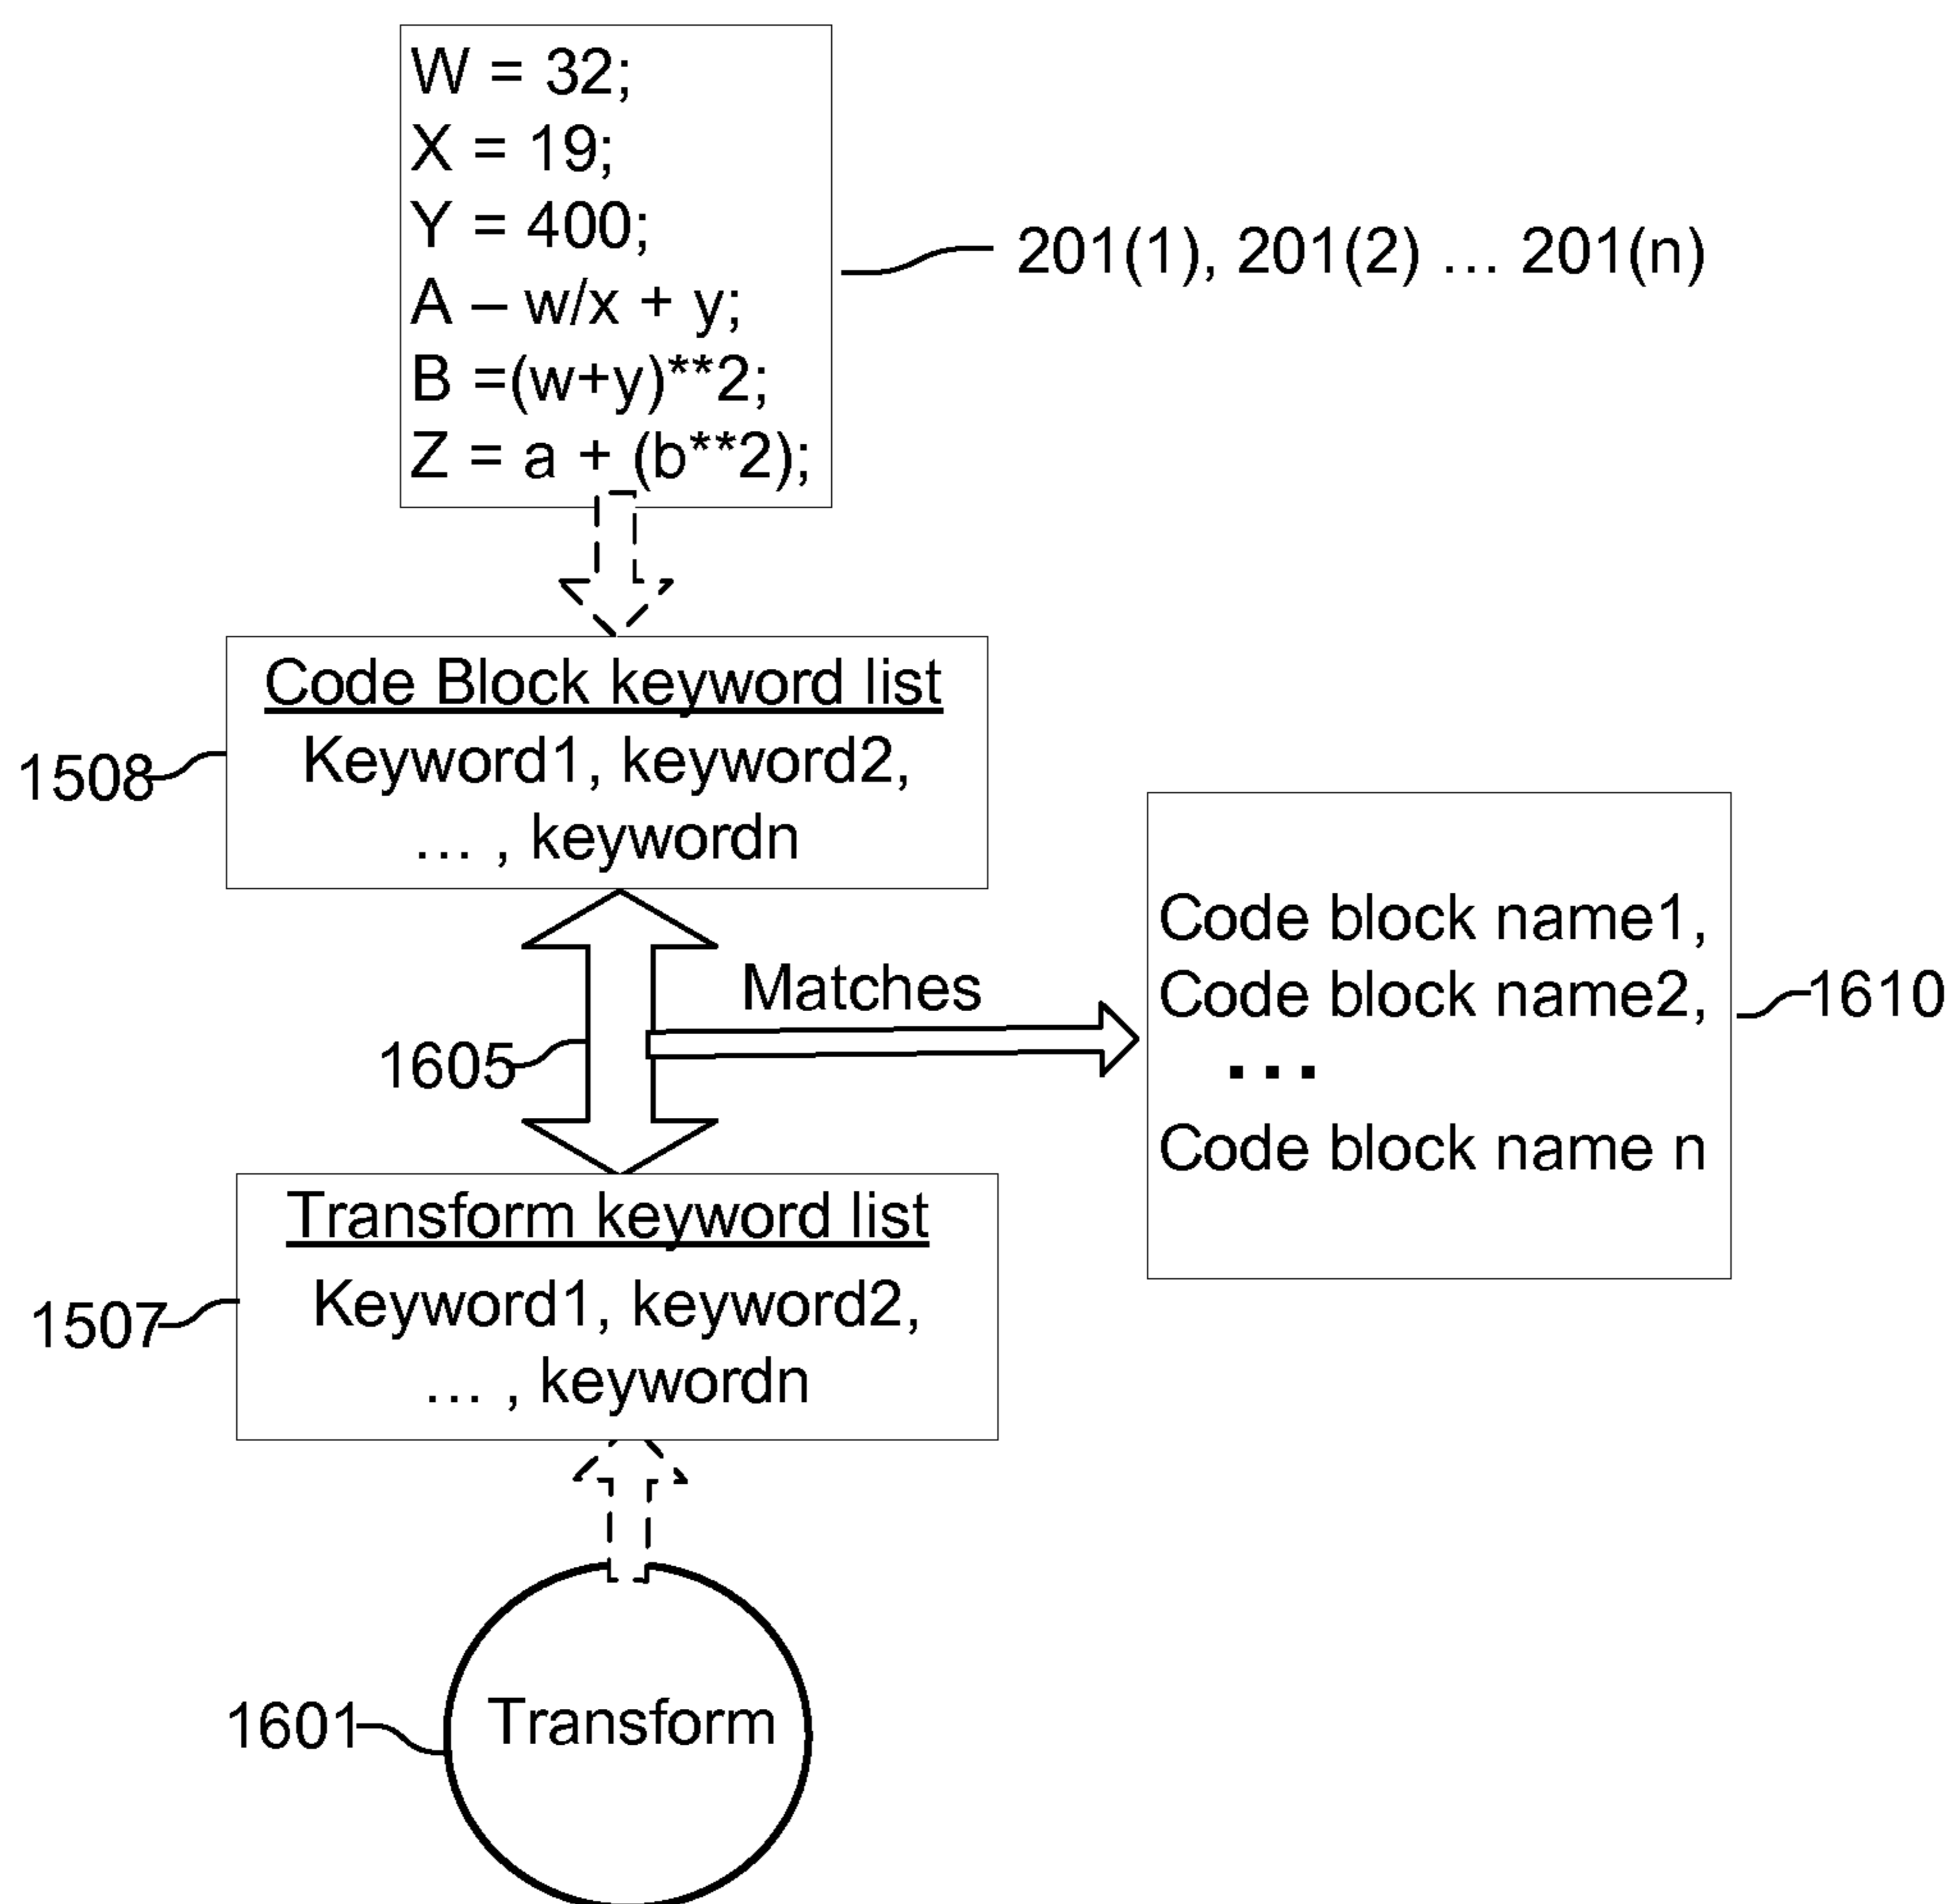 W = 32;
X = 19;
Y = 400;
A – w/x + y;
B =(w+y)**2;
Z = a + (b**2);
201(1), 201(2) ... 201(n)
Code Block keyword list
Keyword1, keyword2,
... , keywordn
1508
Code block name1,
Code block name2,
...
Code block name n
1610
Matches
1605
Transform keyword list
Keyword1, keyword2,
... , keywordn
1507
Transform
1601